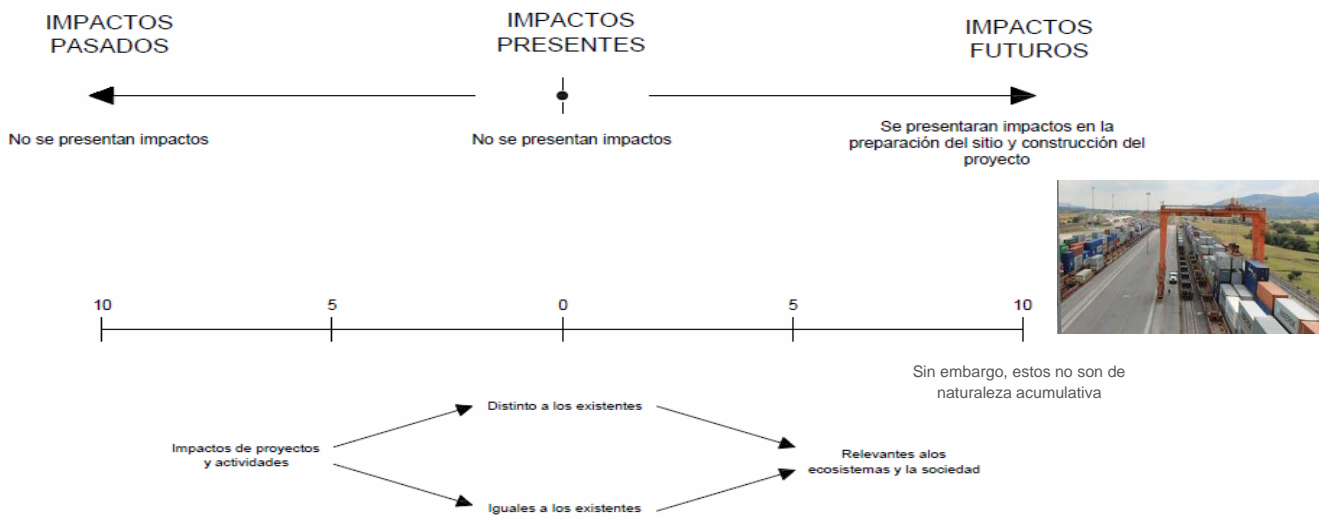 IMPACTOS
PASADOS
IMPACTOS
PRESENTES
IMPACTOS
FUTUROS
No se presentan impactos
No se presentan impactos
Se presentaran impactos en la
preparación del sitio y construcción del
proyecto
10
5
0
5
10
Sin embargo, estos no son de
naturaleza acumulativa
Impactos de proyectos
y actividades
Distinto a los existentes
Iguales a los existentes
Relevantes alos
ecosistemas y la sociedad